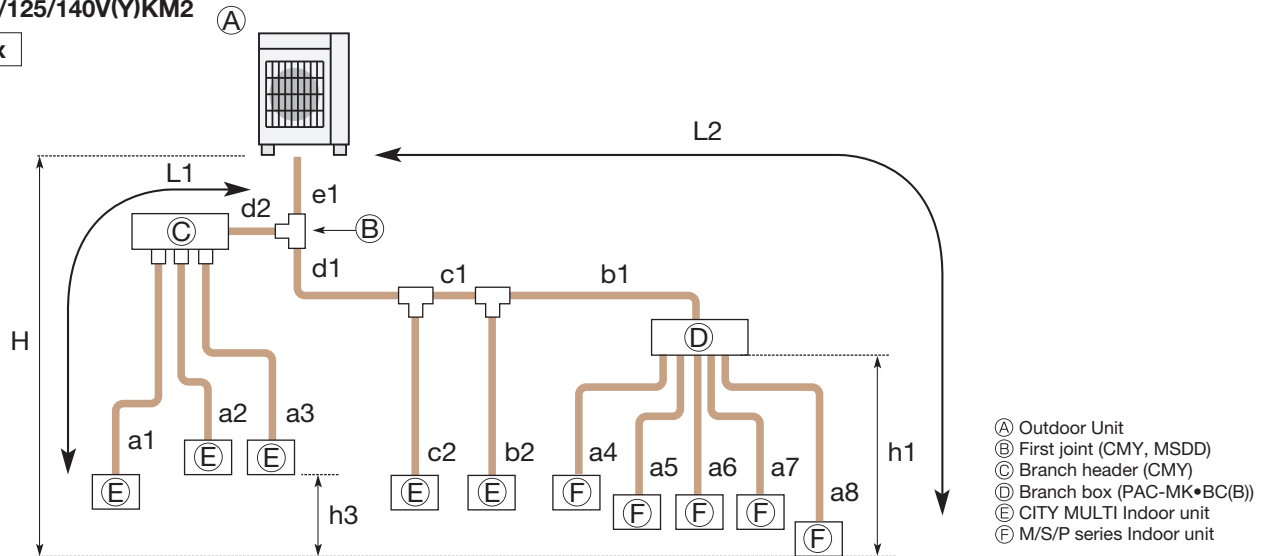 /125/140V(Y)KM2
x
A
L2
L1
e1
d2
C
B
d1
c1
b1
H
D
a1
a2
a3
c2
b2
a4
a5
a6
a7
a8
h1
E
E
E
E
E
F
F
F
F
F
h3
A Outdoor Unit
B First joint (CMY, MSDD)
C Branch header (CMY)
D Branch box (PAC-MK•BC(B))
E CITY MULTI Indoor unit
F M/S/P series Indoor unit